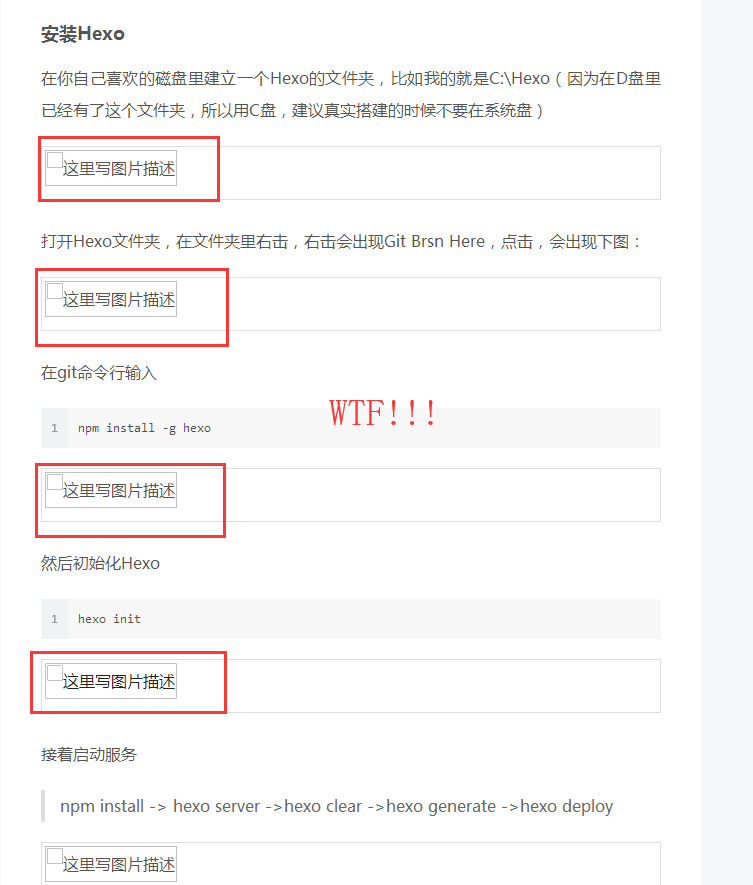 安装Hexo
在你自己喜欢的磁盘里建立一个Hexo的文件夹，比如我的就是C:\Hexo（因为在D盘里
已经有了这个文件夹，所以用C盘，建议真实搭建的时候不要在系统盘）
这里写图片描述
打开Hexo文件夹，在文件夹里右击，右击会出现Git Brsn Here，点击，会出现下图：
这里写图片描述
在git命令行输入
WTF!!!
1 npm install -g hexo
这里写图片描述
然后初始化Hexo
1 hexo init
这里写图片描述
接着启动服务
npm install -> hexo server ->hexo clear ->hexo generate ->hexo deploy
这里写图片描述